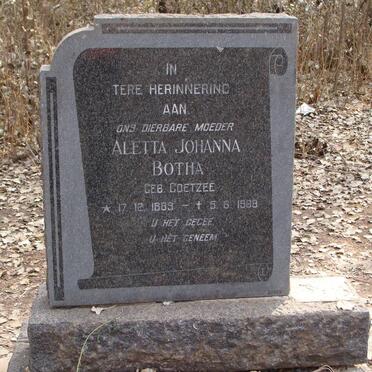 IN
TERE HERINNERING
AAN
ONS DIERBARE MOEDER
ALETTA JOHANNA
BOTHA
GEB. COETZEE
★ 17. 12. 1893 – † 5. 6. 1969
U HET GEGEE
U HET GENEEM